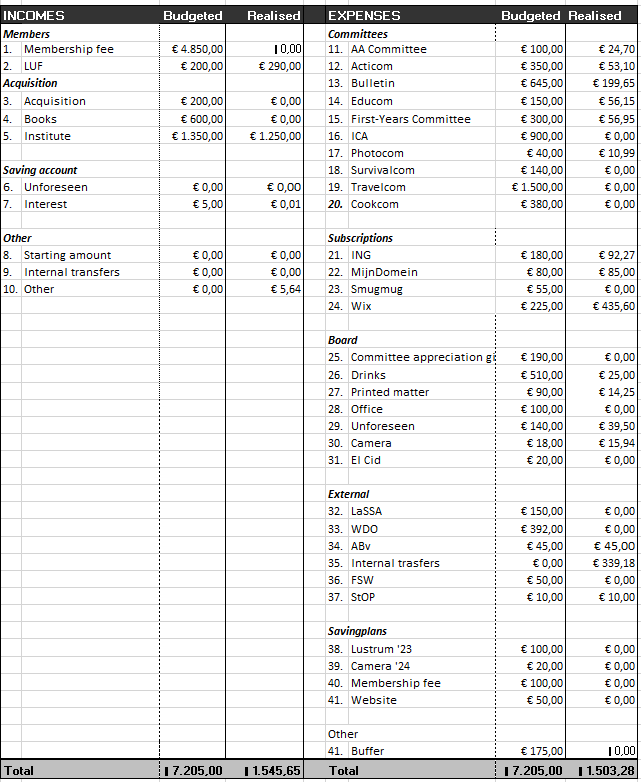 INCOMES Budgeted Realised EXPENSES Budgeted Realised
Members Committees
1. Membership fee € 4.850,00 0,00 11. AA Committee € 100,00 € 24,70
2. LUF € 200,00 € 290,00 12. Acticom € 350,00 € 53,10
Acquisition 13. Bulletin € 645,00 € 199,65
3. Acquisition € 200,00 € 0,00 14. Educom € 150,00 € 56,15
4. Books € 600,00 € 0,00 15. First-Years Committee € 300,00 € 56,95
5. Institute € 1.350,00 € 1.250,00 16. ICA € 900,00 € 0,00
17. Photocom € 40,00 € 10,99
Saving account 18. Survivalcom € 140,00 € 0,00
6. Unforeseen € 0,00 € 0,00 19. Travelcom € 1.500,00 € 0,00
7. Interest € 5,00 € 0,01 20. Cookcom € 380,00 € 0,00
Other Subscriptions
8. Starting amount € 0,00 € 0,00 21. ING € 180,00 € 92,27
9. Internal transfers € 0,00 € 0,00 22. MijnDomein € 80,00 € 85,00
10. Other € 0,00 € 5,64 23. Smugmug € 55,00 € 0,00
24. Wix € 225,00 € 435,60
Board
25. Committee appreciation € 190,00 € 0,00
26. Drinks € 510,00 € 25,00
27. Printed matter € 90,00 € 14,25
28. Office € 100,00 € 0,00
29. Unforeseen € 140,00 € 39,50
30. Camera € 18,00 € 15,94
31. El Cid € 20,00 € 0,00
External
32. LaSSA € 150,00 € 0,00
33. WDO € 392,00 € 0,00
34. ABv € 45,00 € 45,00
35. Internal trasfers € 0,00 € 339,18
36. FSW € 50,00 € 0,00
37. StOP € 10,00 € 10,00
Savingplans
38. Lustrum '23 € 100,00 € 0,00
39. Camera '24 € 20,00 € 0,00
40. Membership fee € 100,00 € 0,00
41. Website € 50,00 € 0,00
Other
41. Buffer € 175,00 0,00
Total 7.205,00 1.545,65 Total 7.205,00 1.503,28